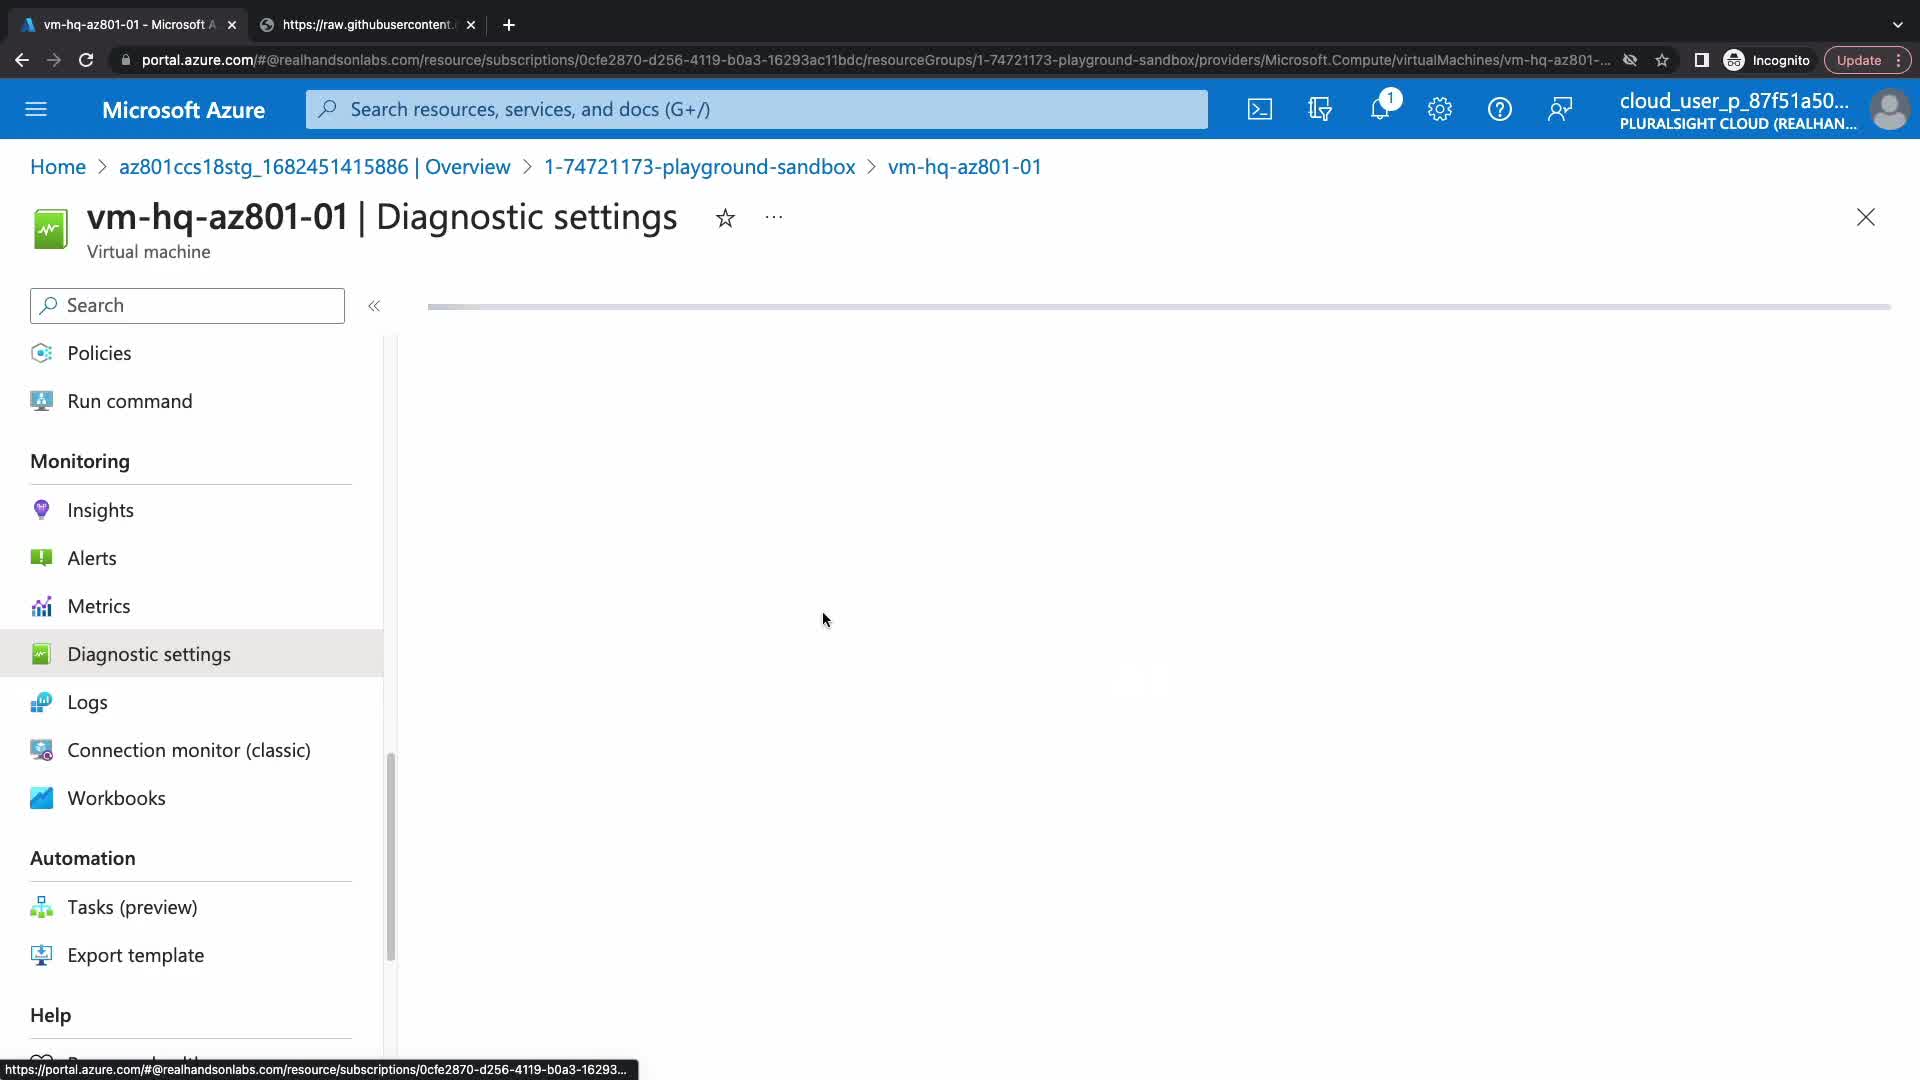 vm-hq-az801-01 - Microsoft A
https://raw.githubusercontent.
portal.azure.com/#@realhandsonlabs.com/resource/subscriptions/0cfe2870-d256-4119-b0a3-16293ac11bdc/resourceGroups/1-74721173-playground-sandbox/providers/Microsoft.Compute/virtualMachines/vm-hq-az801-...
Incognito
Update
Microsoft Azure
Search resources, services, and docs (G+/)
1
cloud_user_p_87f51a50...
PLURALSIGHT CLOUD (REALHAN...
Home > az801ccs18stg_1682451415886 | Overview > 1-74721173-playground-sandbox > vm-hq-az801-01
vm-hq-az801-01 | Diagnostic settings
Virtual machine
Search
Policies
Run command
Monitoring
Insights
Alerts
Metrics
Diagnostic settings
Logs
Connection monitor (classic)
Workbooks
Automation
Tasks (preview)
Export template
Help
https://portal.azure.com/#@realhandsonlabs.com/resource/subscriptions/0cfe2870-d256-4119-b0a3-16293...